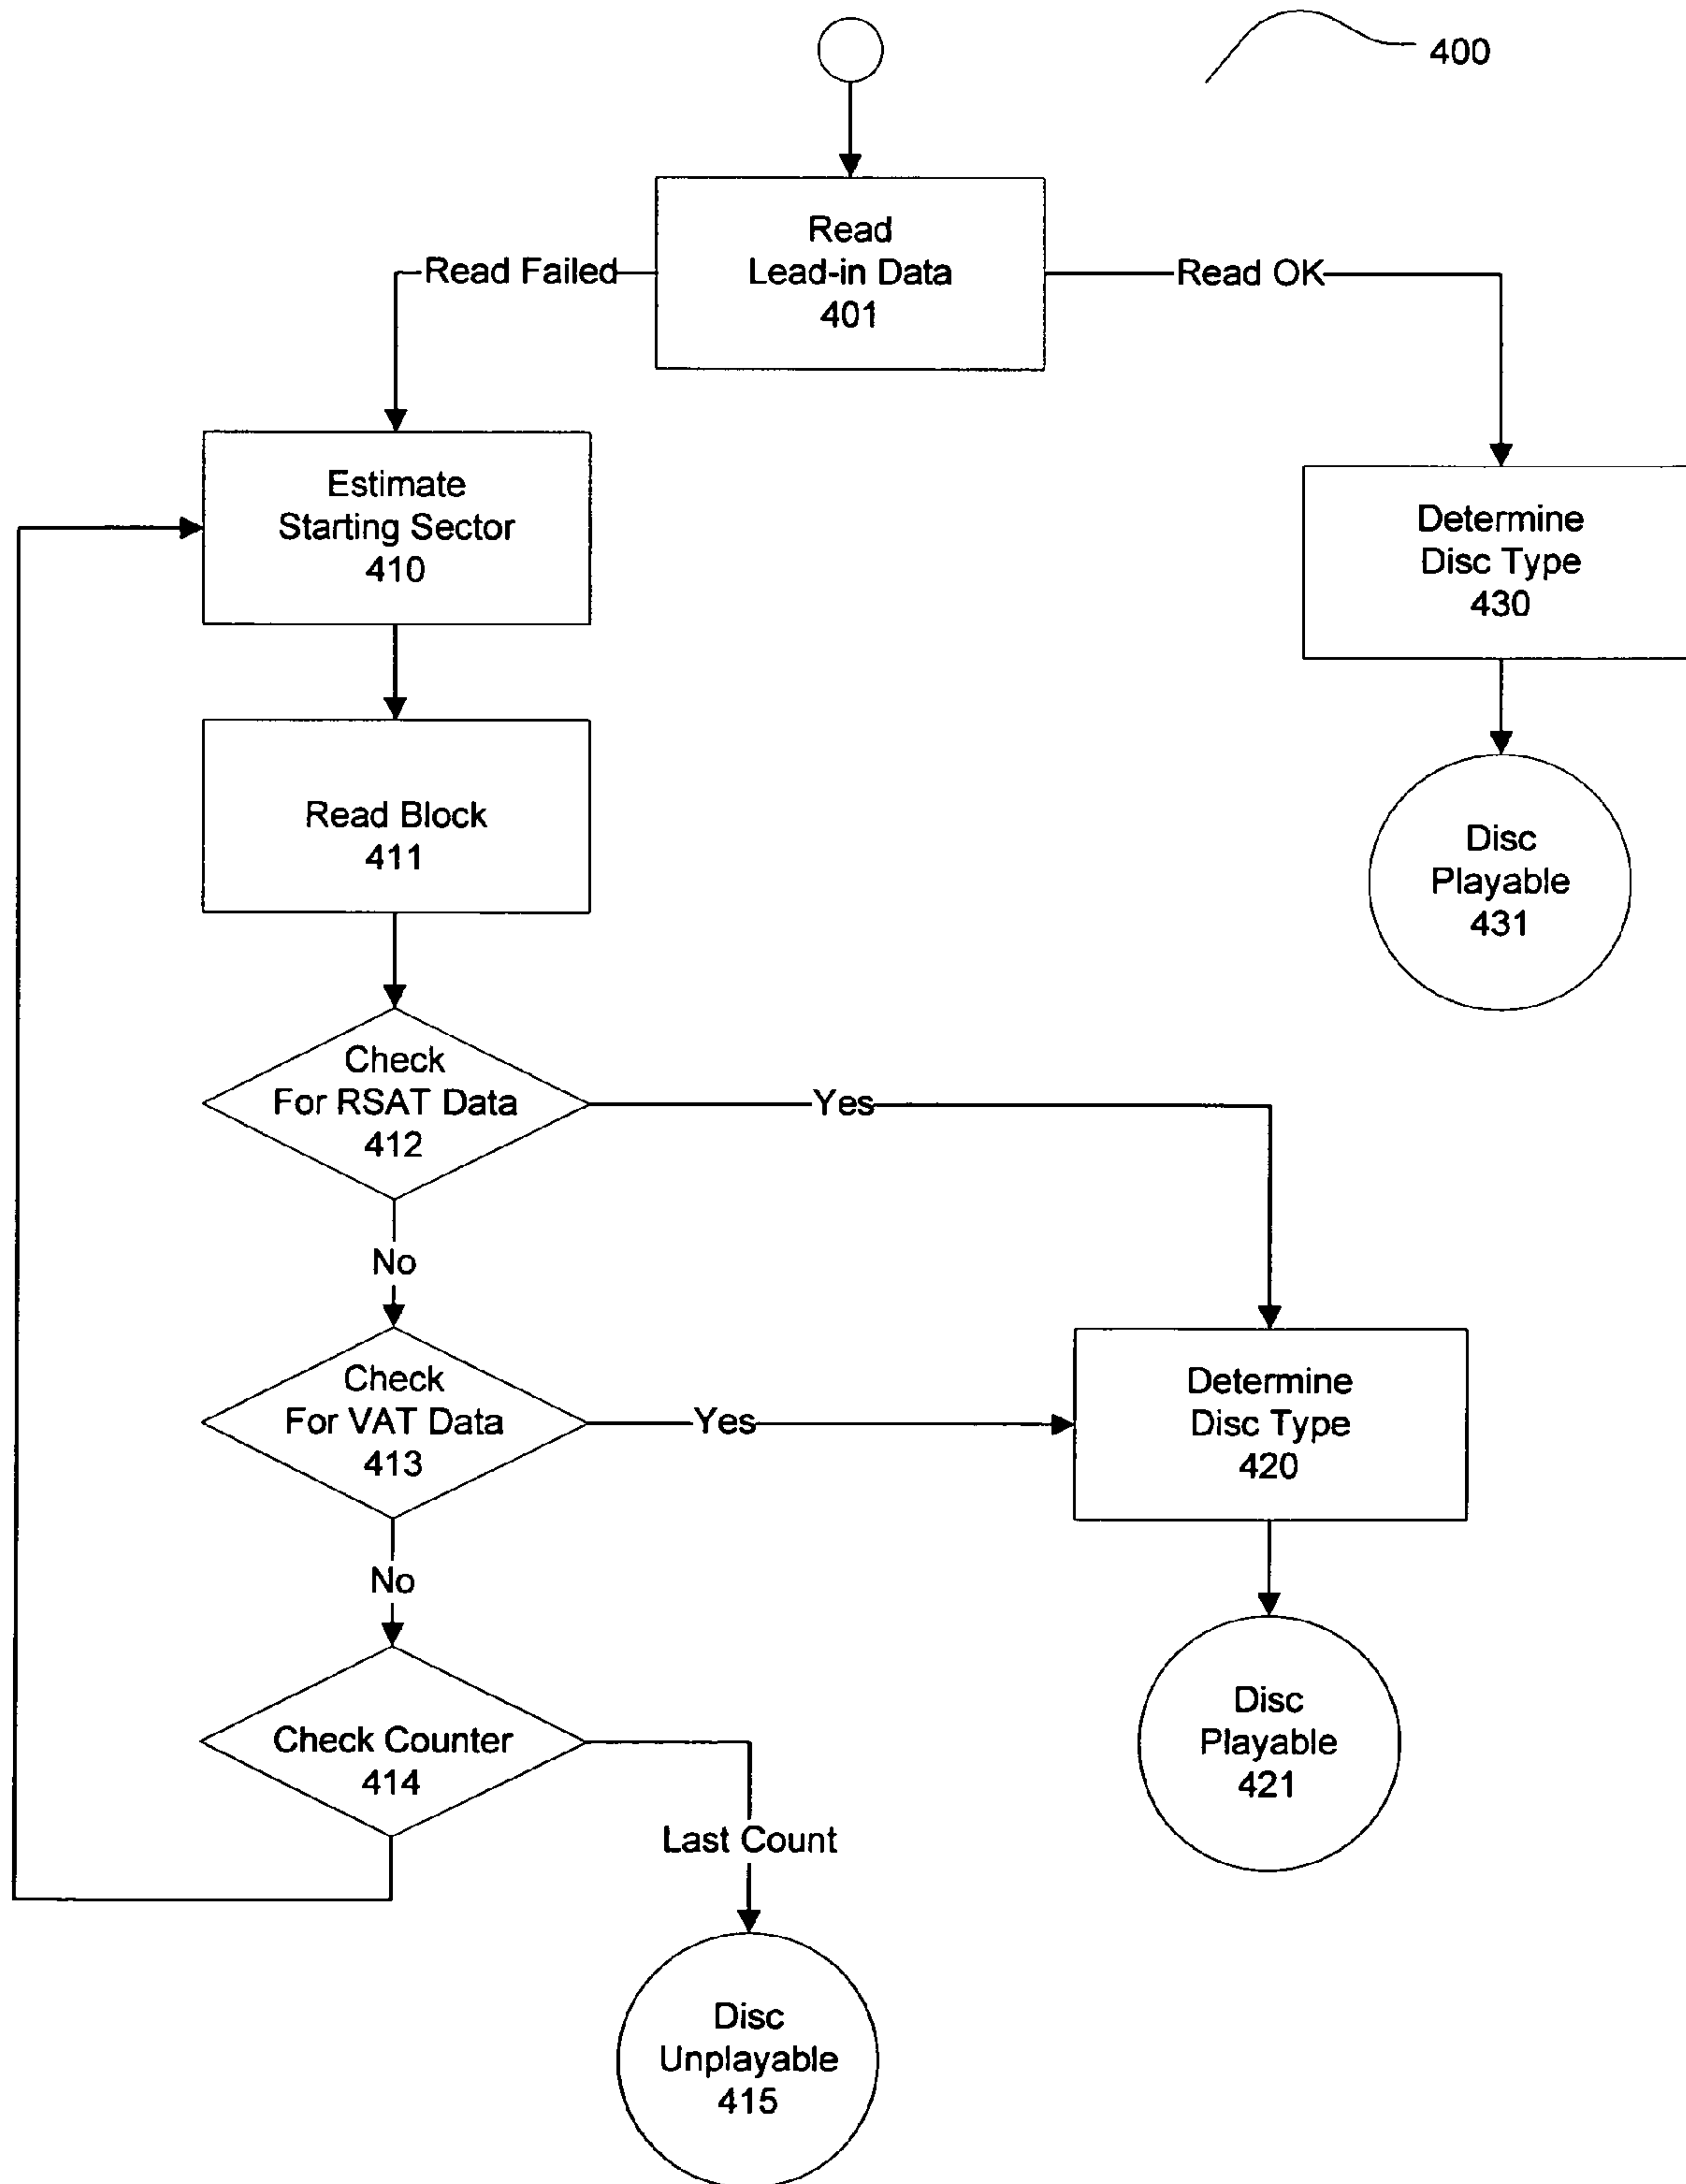 400
Read
Lead-in Data
401
Read Failed
Read OK
Estimate
Starting Sector
410
Determine
Disc Type
430
Read Block
411
Disc
Playable
431
Check
For RSAT Data
412
Yes
No
Check
For VAT Data
413
Yes
Determine
Disc Type
420
No
Check Counter
414
Disc
Playable
421
Last Count
Disc
Unplayable
415